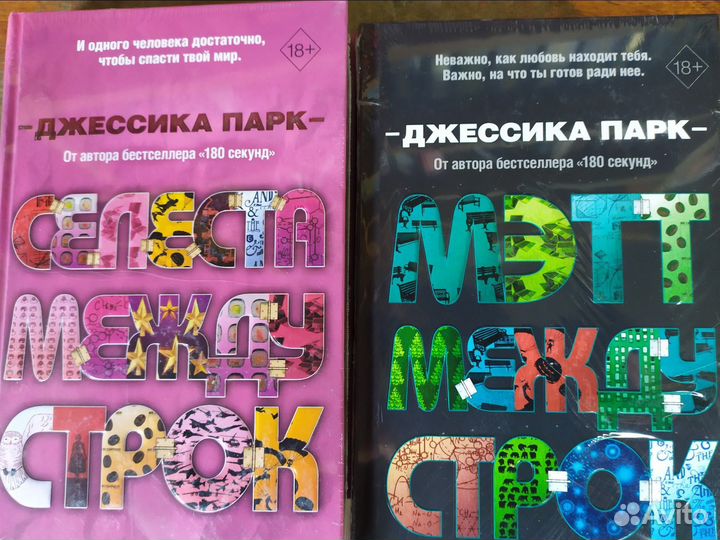 И одного человека достаточно,
чтобы спасти твой мир.
18+
–ДЖЕССИКА ПАРК–
От автора бестселлера «180 секунд»
СЕЛЕСТА
МЕЖДУ
СТРОК
Неважно, как любовь находит тебя.
Важно, на что ты готов ради нее.
18+
–ДЖЕССИКА ПАРК–
От автора бестселлера «180 секунд»
МЭТТ
МЕЖДУ
СТРОК
Avito